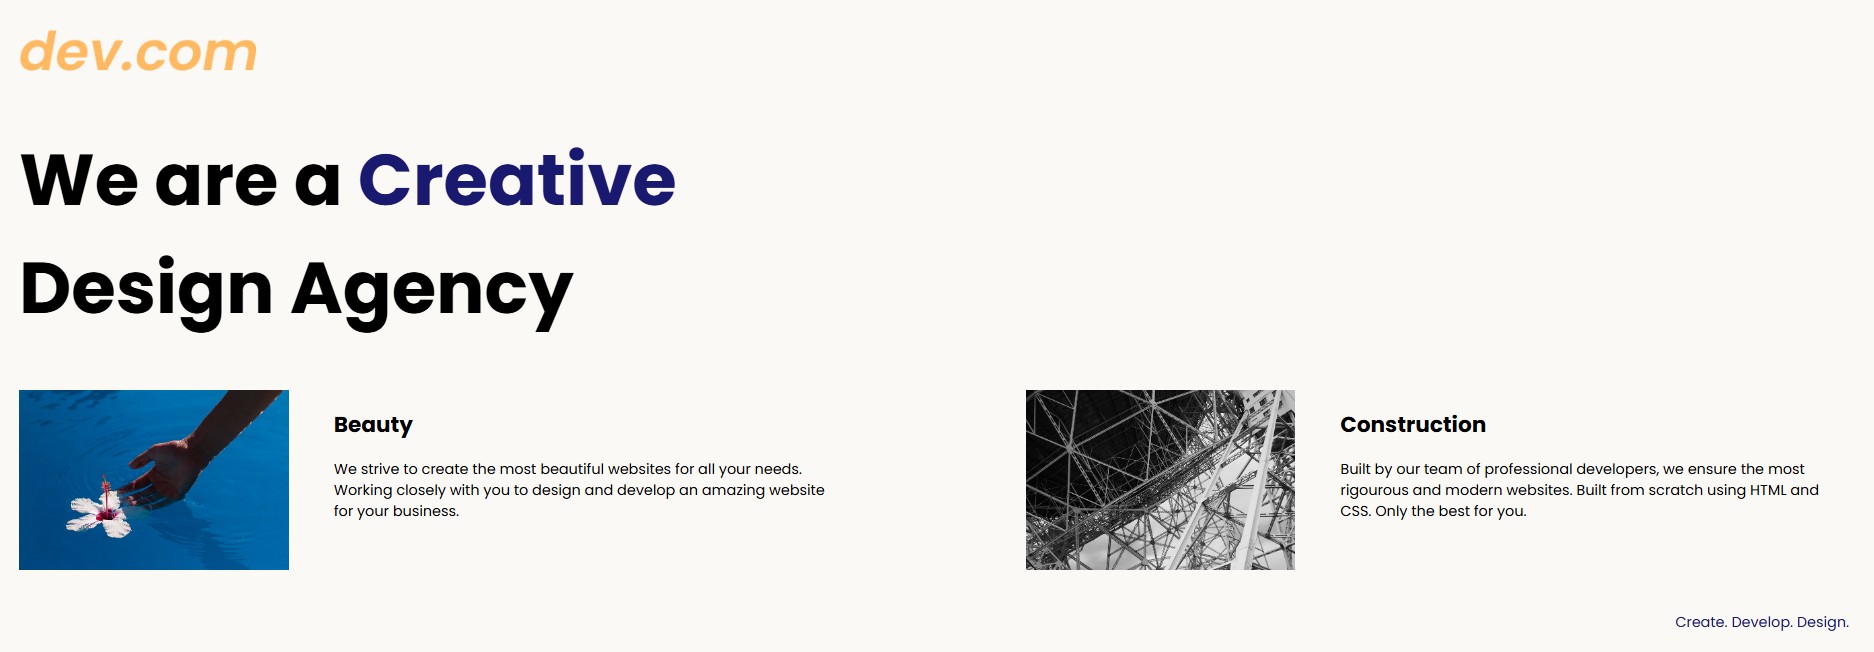 dev.com
We are a Creative
Design Agency
Beauty
We strive to create the most beautiful websites for all your needs.
Working closely with you to design and develop an amazing website
for your business.
Construction
Built by our team of professional developers, we ensure the most
rigourous and modern websites. Built from scratch using HTML and
CSS. Only the best for you.
Create. Develop. Design.